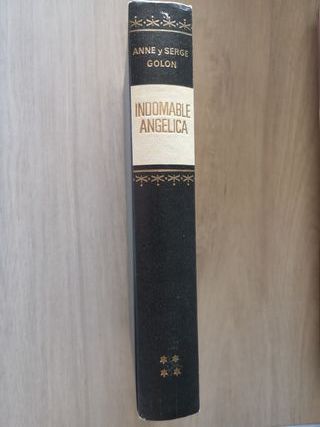 ANNE y SERGE
GOLON
INDOMABLE
ANGELICA